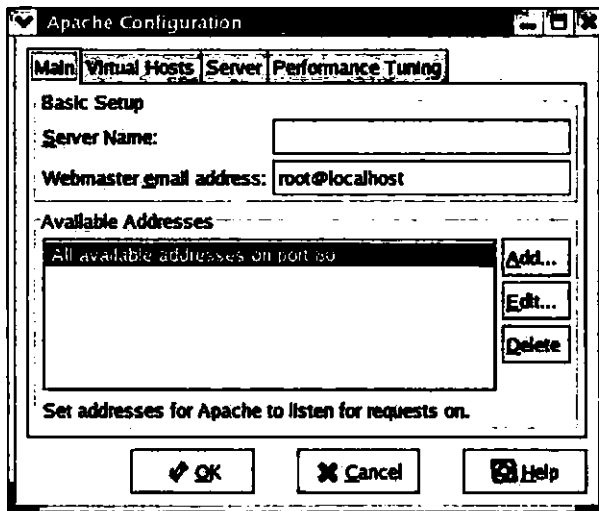 Apache Configuration
Main Virtual Hosts Server Performance Tuning
Basic Setup
Server Name:
Webmaster email address: root@localhost
Available Addresses
All available addresses on port 80
Add...
Edit...
Delete
Set addresses for Apache to listen for requests on.
OK Cancel Help